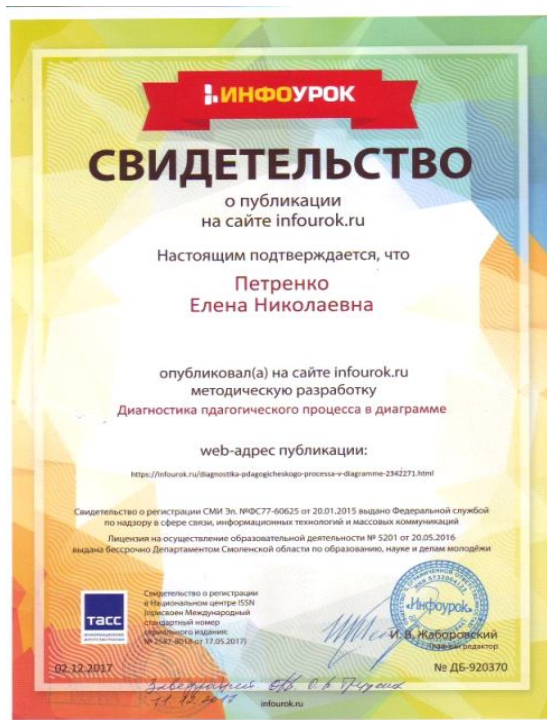 ИНФОУРОК
СВИДЕТЕЛЬСТВО
о публикации
на сайте infourok.ru
Настоящим подтверждается, что
Петренко
Елена Николаевна
опубликовал(а) на сайте infourok.ru
методическую разработку
Диагностика пдагогического процесса в диаграмме
web-адрес публикации:
https://infourok.ru/diagnostika-pdagogicheskogo-processa-v-diagramme-2342271.html
Свидетельство о регистрации СМИ Эл. №ФС77-60625 от 20.01.2015 выдано Федеральной службой
по надзору в сфере связи, информационных технологий и массовых коммуникаций
Лицензия на осуществление образовательной деятельности № 5201 от 20.05.2016
выдана бессрочно Департаментом Смоленской области по образованию, науке и делам молодёжи
ТАСС
Свидетельство о регистрации
в Национальном центре ISSN
(присвоен Международный
стандартный номер
сериального издания:
№ 2587-8018 от 17.05.2017)
«Инфоурок»
И. В. Жаборовский
Главный редактор
02.12.2017
№ ДБ-920370
11.12.2017
infourok.ru